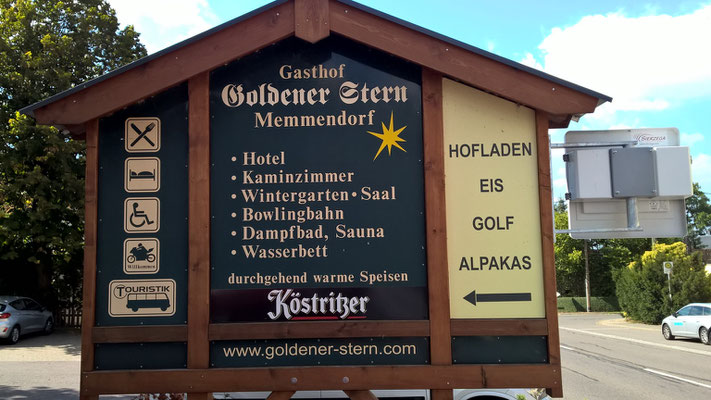 Gasthof
Goldener Stern
Memmendorf
• Hotel
• Kaminzimmer
• Wintergarten • Saal
• Bowlingbahn
• Dampfbad, Sauna
• Wasserbett
durchgehend warme Speisen
Köstritzer
www.goldener-stern.com
Willkommen
TOURISTIK
HOFLADEN
EIS
GOLF
ALPAKAS